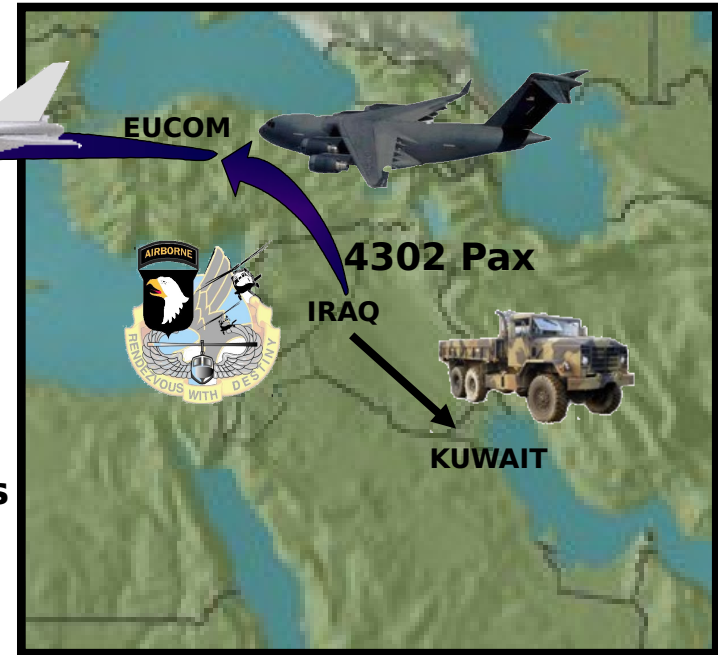 EUCOM
4302 Pax
AIRBORNE
IRAQ
RENDEZVOUS WITH DESTINY
KUWAIT
s